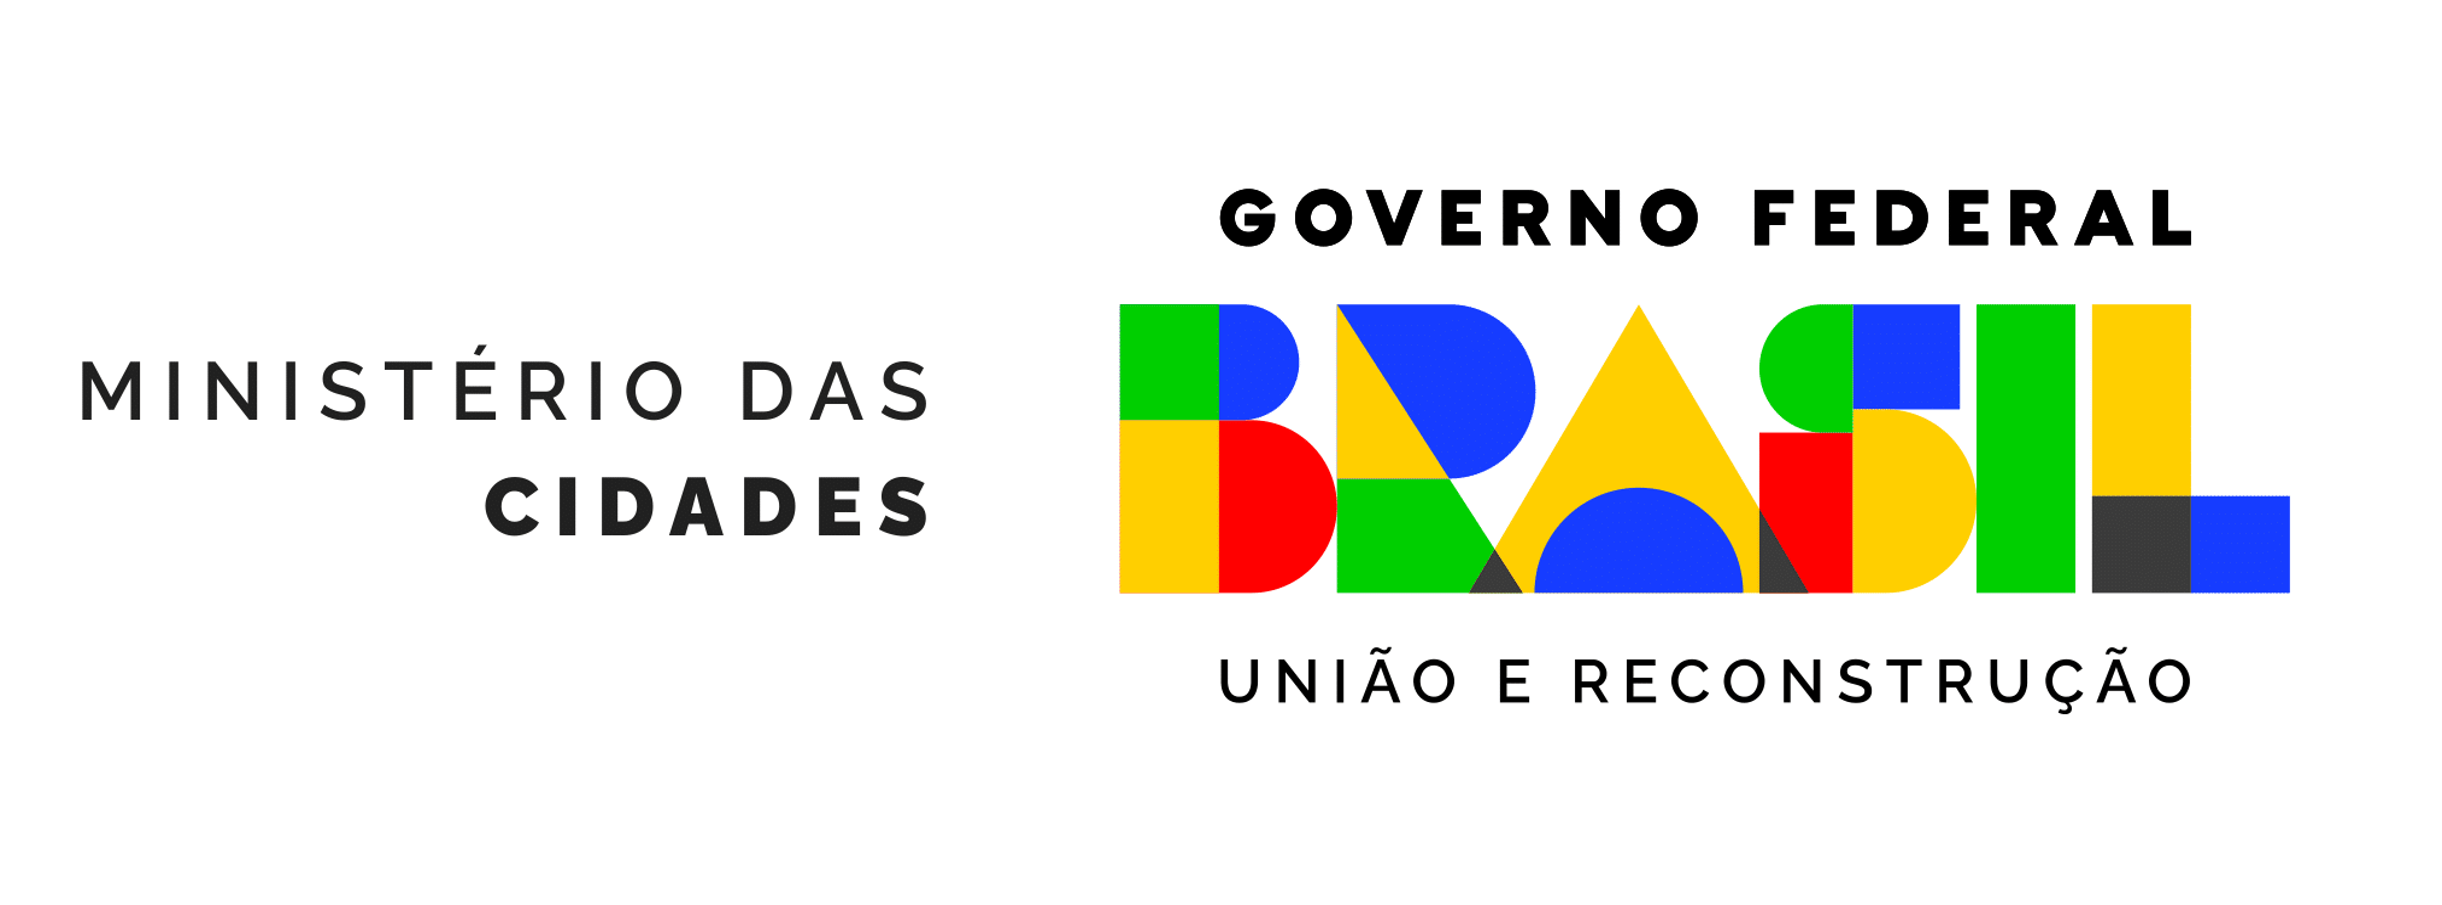 MINISTÉRIO DAS
CIDADES
GOVERNO FEDERAL
BRASIL
UNIÃO E RECONSTRUÇÃO